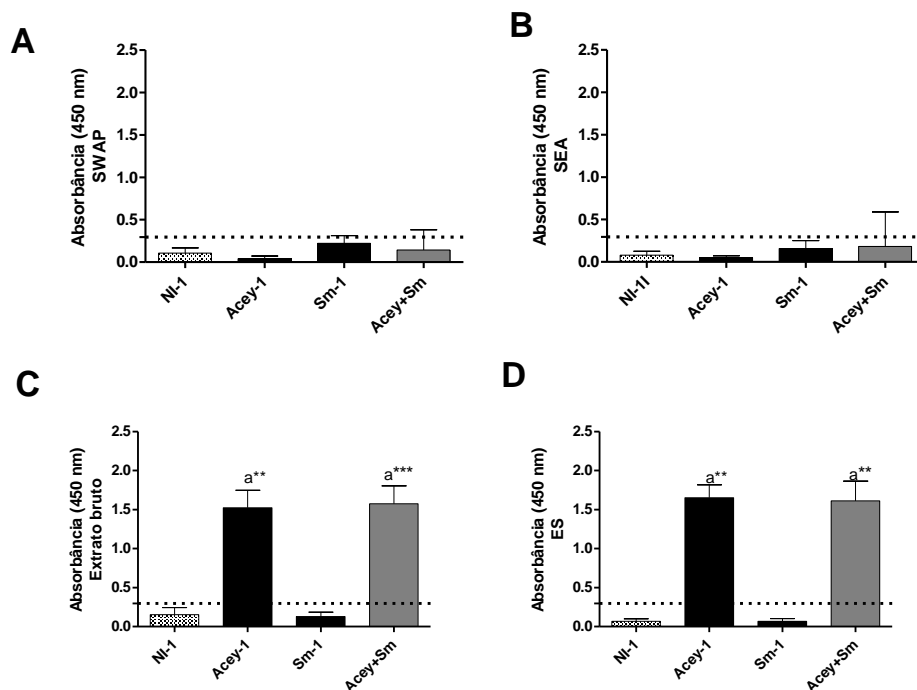 A
Absorbância (450 nm)
SWAP
2.5
2.0
1.5
1.0
0.5
0.0
NI-1
Acey-1
Sm-1
Acey+Sm
B
Absorbância (450 nm)
SEA
2.5
2.0
1.5
1.0
0.5
0.0
NI-1I
Acey-1
Sm-1
Acey+Sm
C
Absorbância (450 nm)
Extrato bruto
2.5
2.0
1.5
1.0
0.5
0.0
a**
a***
NI-1
Acey-1
Sm-1
Acey+Sm
D
Absorbância (450 nm)
ES
2.5
2.0
1.5
1.0
0.5
0.0
a**
a**
NI-1
Acey-1
Sm-1
Acey+Sm